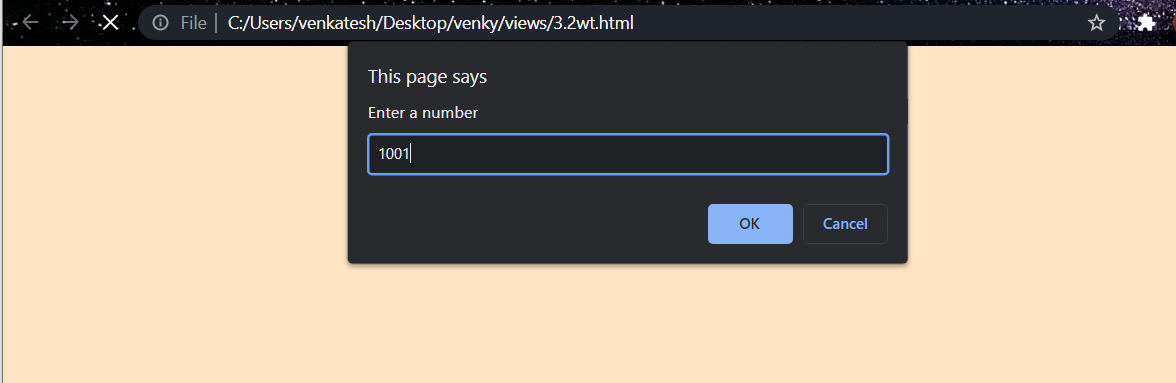 File | C:/Users/venkatesh/Desktop/venky/views/3.2wt.html
This page says
Enter a number
1001
OK Cancel